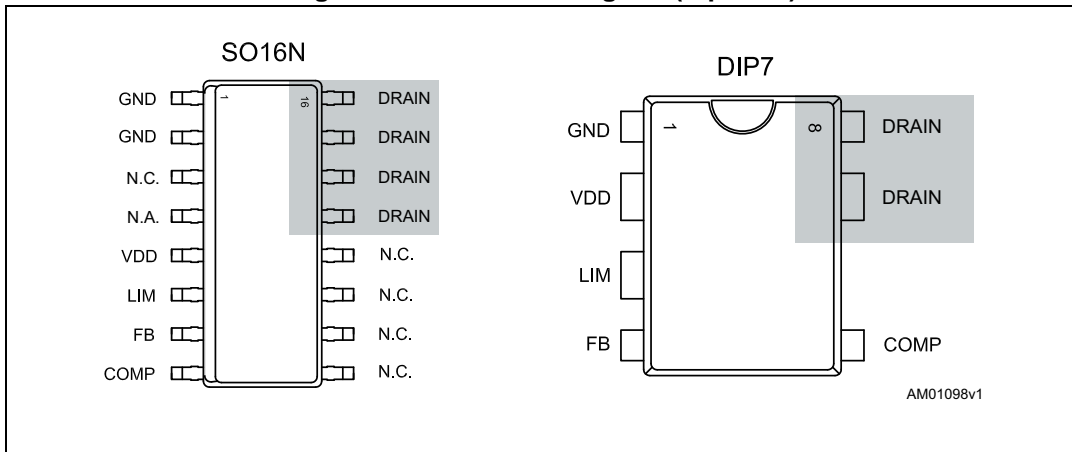 SO16N
GND 1 16 DRAIN
GND DRAIN
N.C. DRAIN
N.A. DRAIN
VDD N.C.
LIM N.C.
FB N.C.
COMP N.C.
DIP7
GND 1 8 DRAIN
VDD DRAIN
LIM
FB COMP
AM01098v1